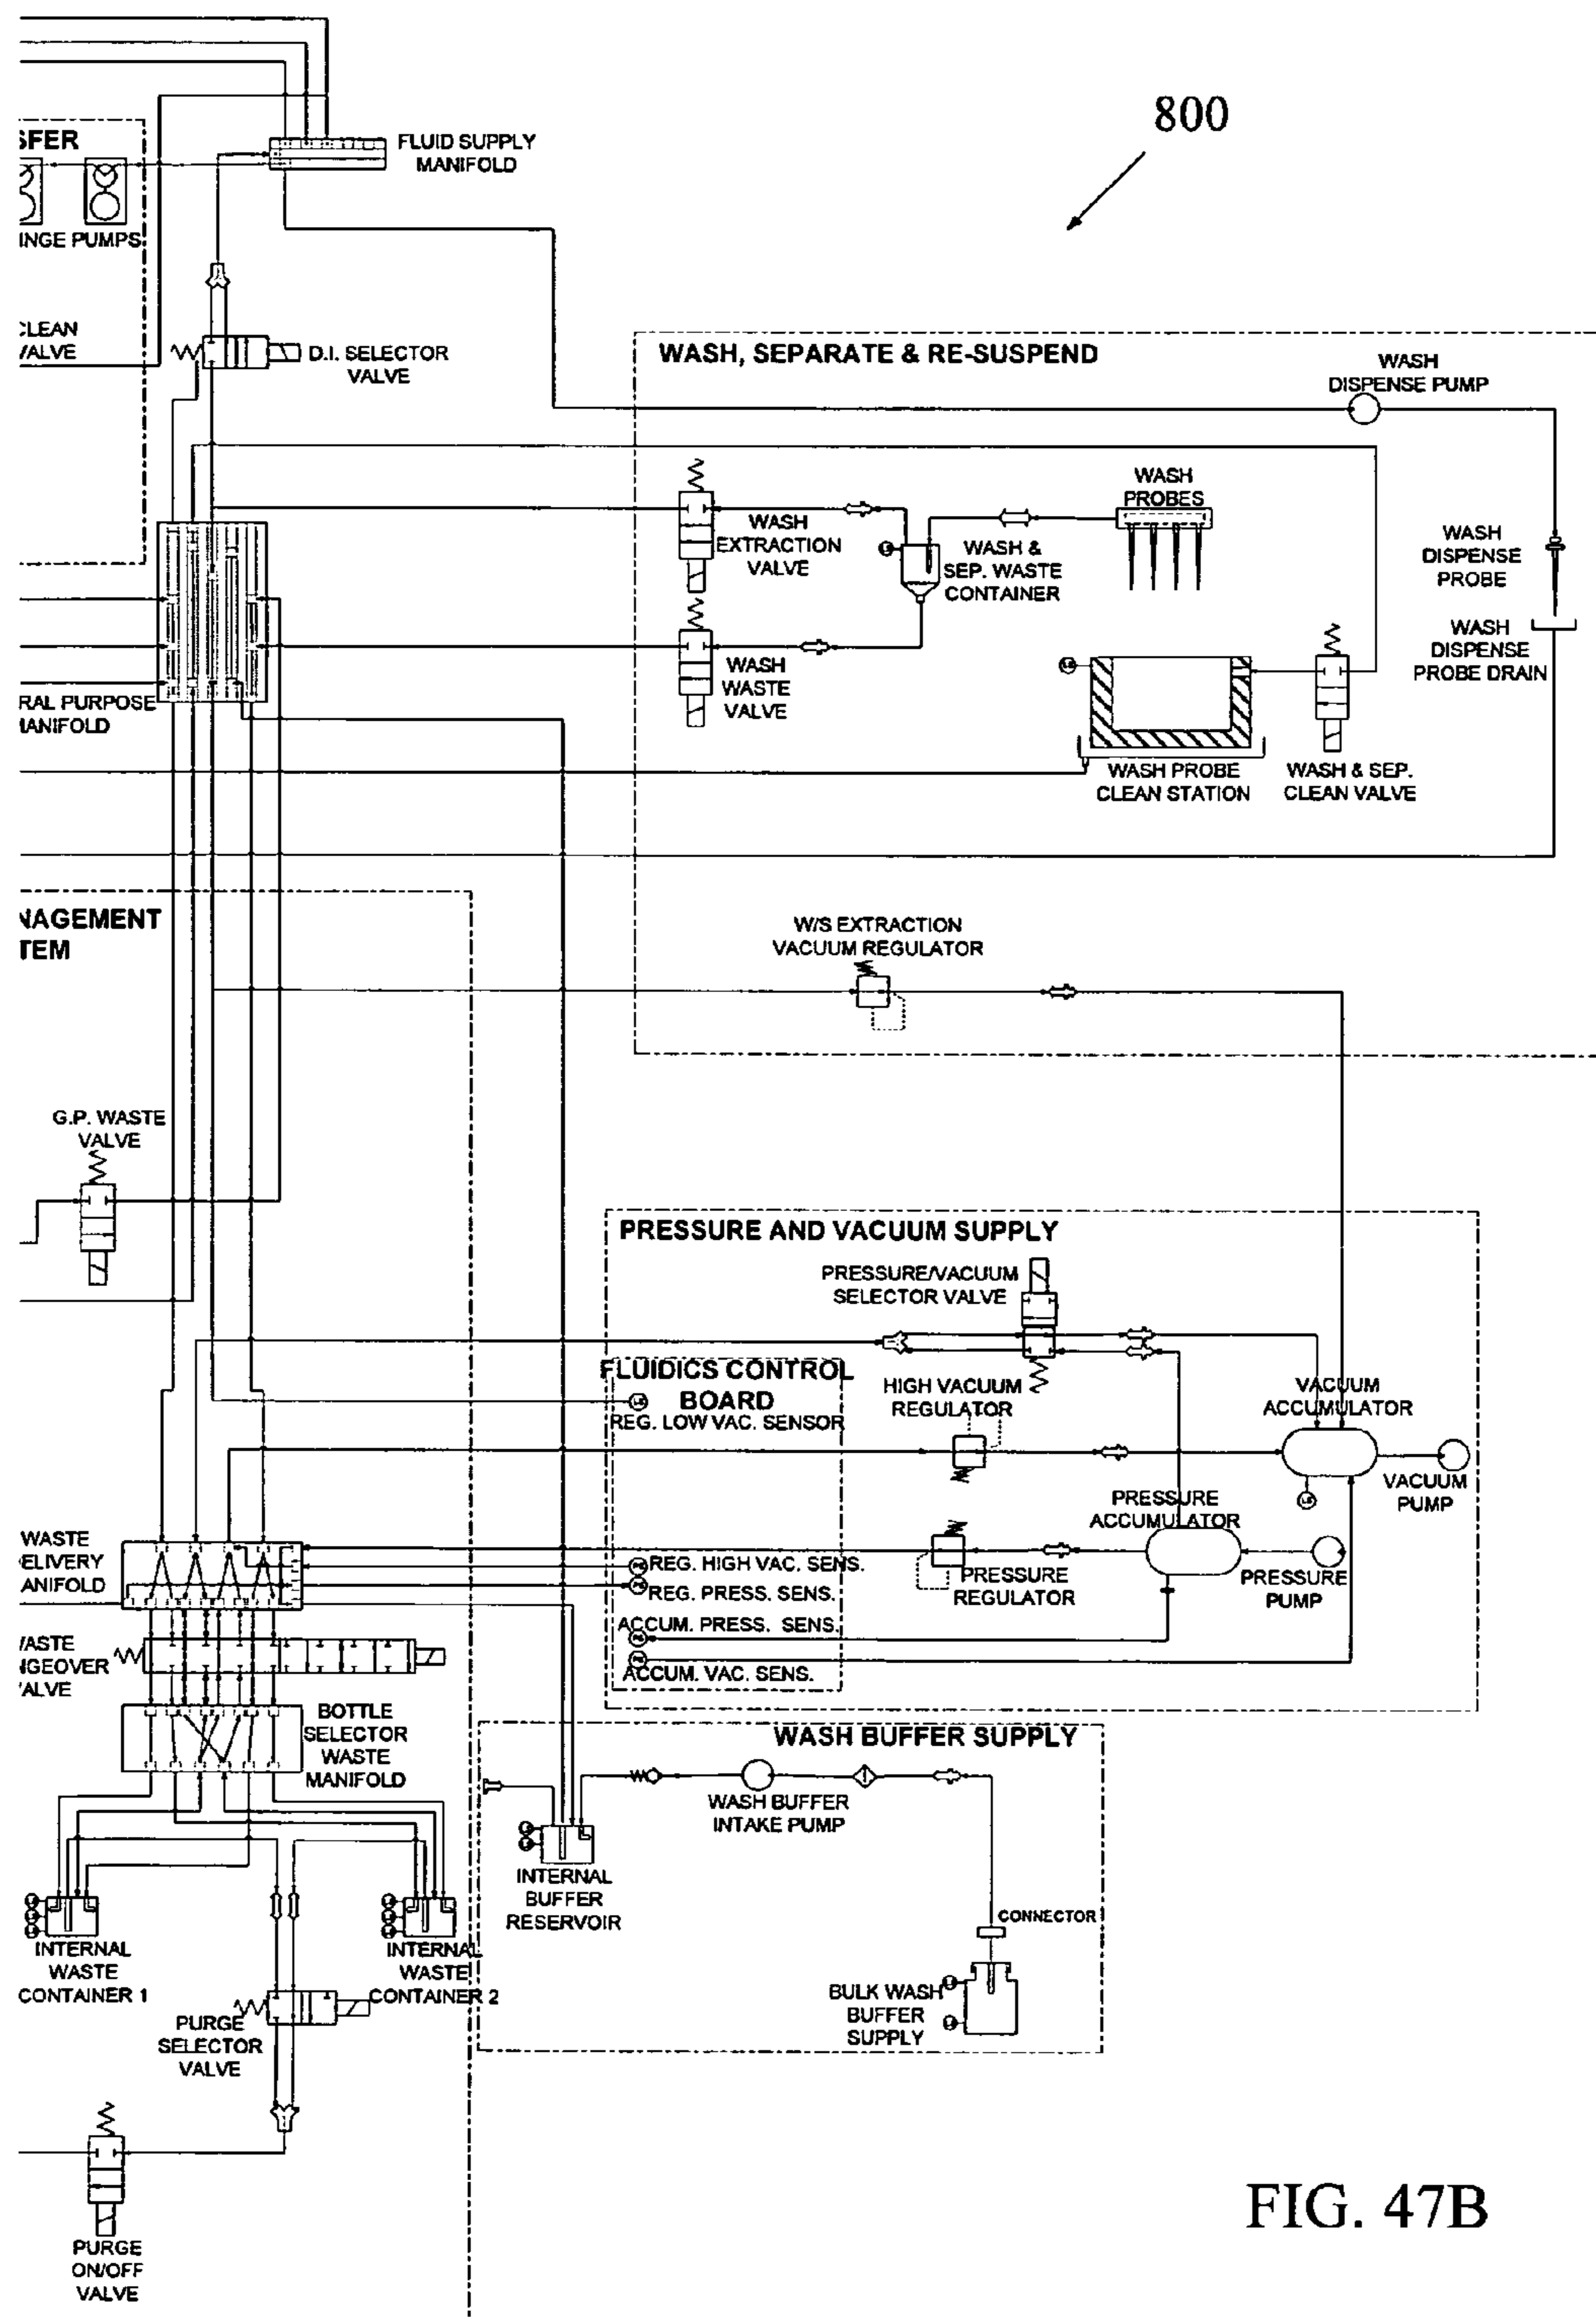 800
SFER
FLUID SUPPLY
MANIFOLD
INGE PUMPS
CLEAN
VALVE
D.I. SELECTOR
VALVE
WASH, SEPARATE & RE-SUSPEND
WASH
DISPENSE PUMP
WASH
PROBES
WASH
EXTRACTION
VALVE
WASH &
SEP. WASTE
CONTAINER
WASH
DISPENSE
PROBE
WASH
WASTE
VALVE
WASH
DISPENSE
PROBE DRAIN
RAL PURPOSE
MANIFOLD
WASH PROBE
CLEAN STATION
WASH & SEP.
CLEAN VALVE
NAGEMENT
TEM
W/S EXTRACTION
VACUUM REGULATOR
G.P. WASTE
VALVE
PRESSURE AND VACUUM SUPPLY
PRESSURE/VACUUM
SELECTOR VALVE
FLUIDICS CONTROL
BOARD
REG. LOW VAC. SENSOR
HIGH VACUUM
REGULATOR
VACUUM
ACCUMULATOR
VACUUM
PUMP
PRESSURE
ACCUMULATOR
WASTE
ELIVERY
ANIFOLD
REG. HIGH VAC. SENS.
REG. PRESS. SENS.
PRESSURE
REGULATOR
PRESSURE
PUMP
ACCUM. PRESS. SENS.
ACCUM. VAC. SENS.
ASTE
NGEOVER
ALVE
BOTTLE
SELECTOR
WASTE
MANIFOLD
WASH BUFFER SUPPLY
WASH BUFFER
INTAKE PUMP
INTERNAL
BUFFER
RESERVOIR
CONNECTOR
INTERNAL
WASTE
CONTAINER 1
INTERNAL
WASTE
CONTAINER 2
BULK WASH
BUFFER
SUPPLY
PURGE
SELECTOR
VALVE
PURGE
ON/OFF
VALVE
FIG. 47B